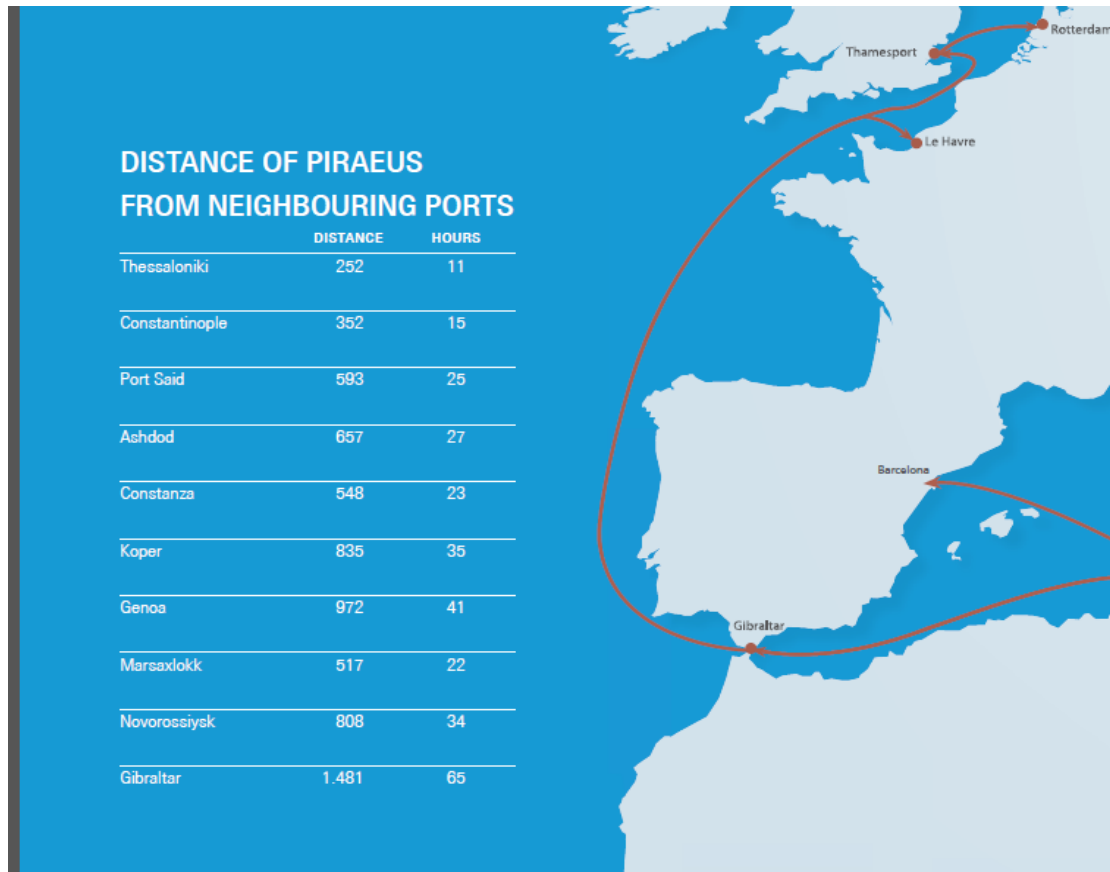 DISTANCE OF PIRAEUS
FROM NEIGHBOURING PORTS
DISTANCE HOURS
Thessaloniki 252 11
Constantinople 352 15
Port Said 593 25
Ashdod 657 27
Constanza 548 23
Koper 835 35
Genoa 972 41
Marsaxlokk 517 22
Novorossiysk 808 34
Gibraltar 1.481 65
Rotterdam
Thamesport
Le Havre
Barcelona
Gibraltar